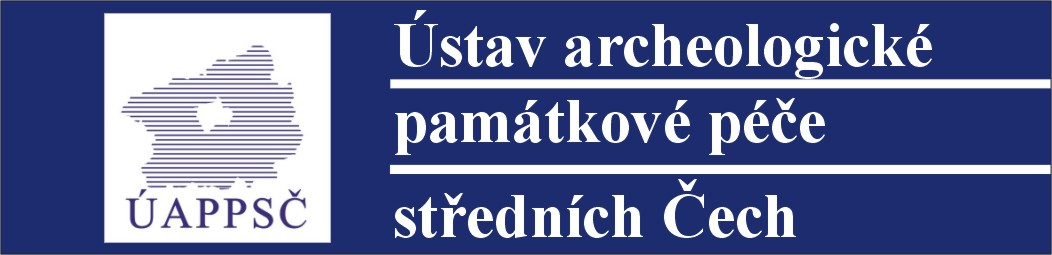 ÚAPPSČ
Ústav archeologické
památkové péče
středních Čech